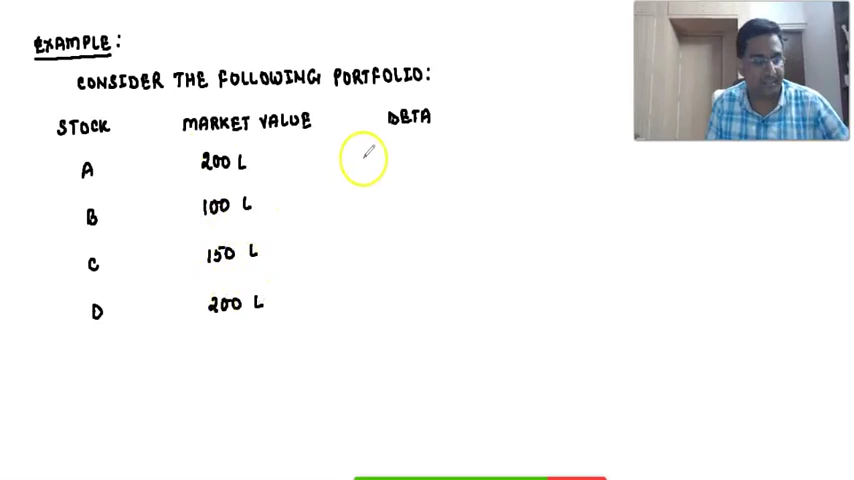 EXAMPLE:
CONSIDER THE FOLLOWING PORTFOLIO:
STOCK MARKET VALUE BETA
A 200 L
B 100 L
C 150 L
D 200 L